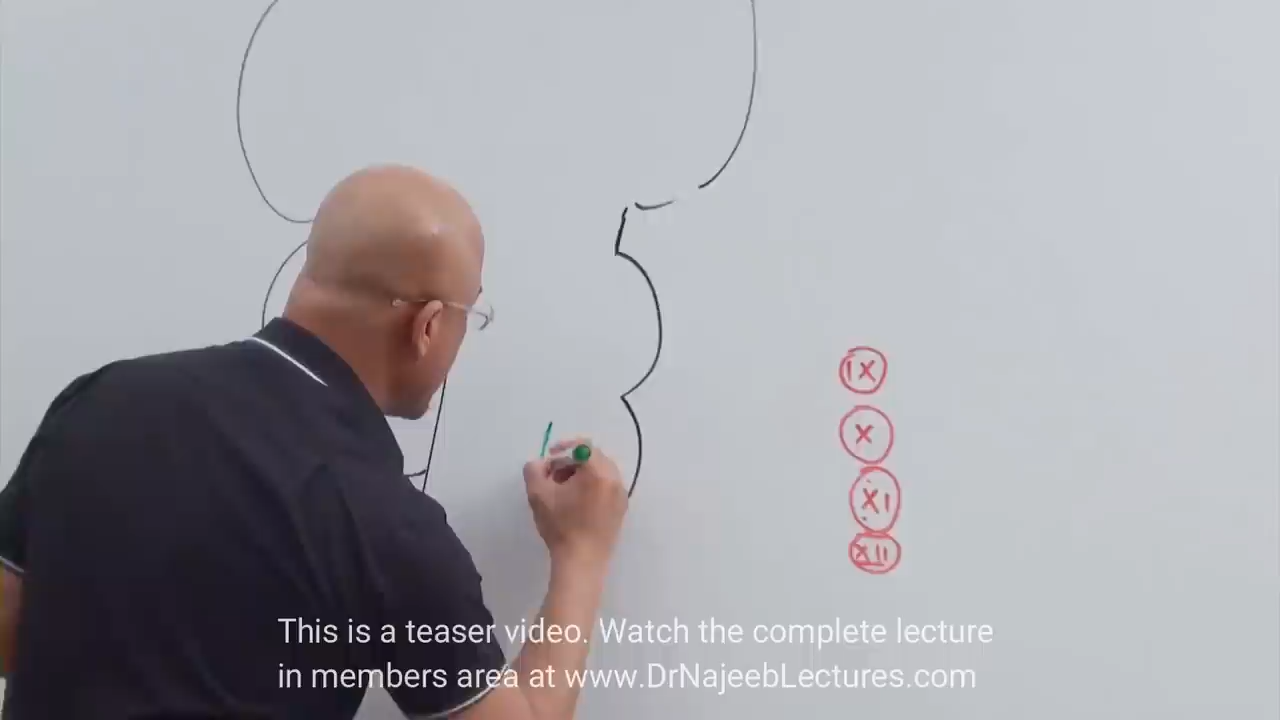 IX
X
XI
XII
This is a teaser video. Watch the complete lecture
in members area at www.DrNajeebLectures.com